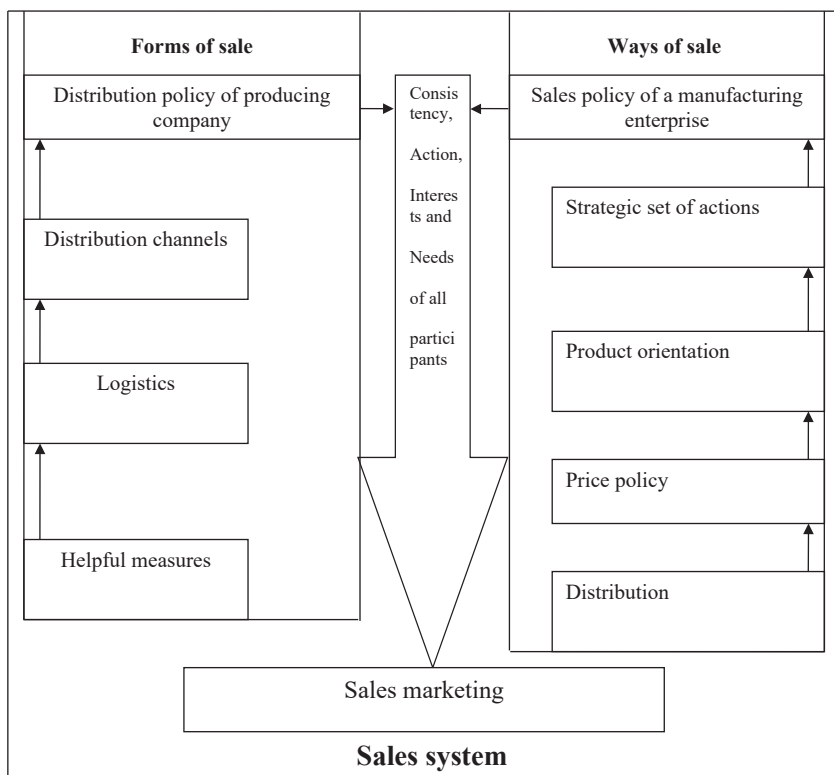 Forms of sale
Distribution policy of producing
company
Distribution channels
Logistics
Helpful measures
Consis
tency,
Action,
Interes
ts and
Needs
of all
partici
pants
Ways of sale
Sales policy of a manufacturing
enterprise
Strategic set of actions
Product orientation
Price policy
Distribution
Sales marketing
Sales system